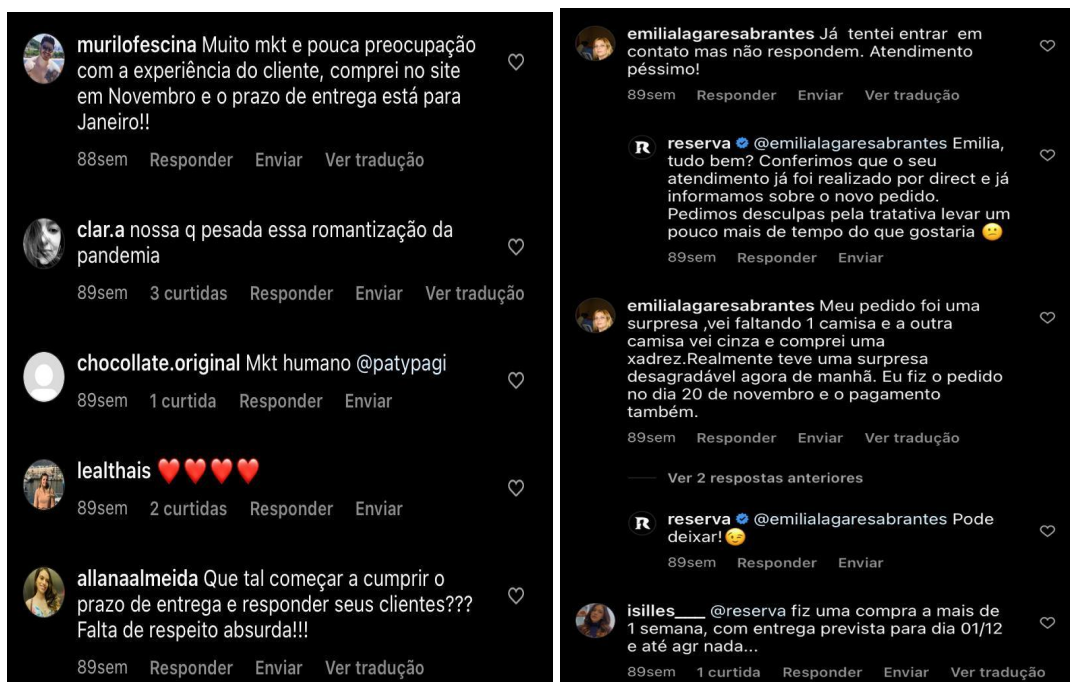 murilofescina Muito mkt e pouca preocupação
com a experiência do cliente, comprei no site
em Novembro e o prazo de entrega está para
Janeiro!!
88sem Responder Enviar Ver tradução
clar.a nossa q pesada essa romantização da
pandemia
89sem 3 curtidas Responder Enviar Ver tradução
chocollate.original Mkt humano @patypagi
89sem 1 curtida Responder Enviar
lealthais ❤️❤️❤️❤️
89sem 2 curtidas Responder Enviar
allanaalmeida Que tal começar a cumprir o
prazo de entrega e responder seus clientes???
Falta de respeito absurda!!!
89sem Responder Enviar Ver tradução
emilialagaresabrantes Já tentei entrar em
contato mas não respondem. Atendimento
péssimo!
89sem Responder Enviar Ver tradução
R
reserva @emilialagaresabrantes Emilia,
tudo bem? Conferimos que o seu
atendimento já foi realizado por direct e já
informamos sobre o novo pedido.
Pedimos desculpas pela tratativa levar um
pouco mais de tempo do que gostaria 😕
89sem Responder Enviar
emilialagaresabrantes Meu pedido foi uma
surpresa ,vei faltando 1 camisa e a outra
camisa vei cinza e comprei uma
xadrez.Realmente teve uma surpresa
desagradável agora de manhã. Eu fiz o pedido
no dia 20 de novembro e o pagamento
também.
89sem Responder Enviar Ver tradução
Ver 2 respostas anteriores
R
reserva @emilialagaresabrantes Pode
deixar!😉
89sem Responder Enviar
isilles___ @reserva fiz uma compra a mais de
1 semana, com entrega prevista para dia 01/12
e até agr nada...
89sem 1 curtida Responder Enviar Ver tradução